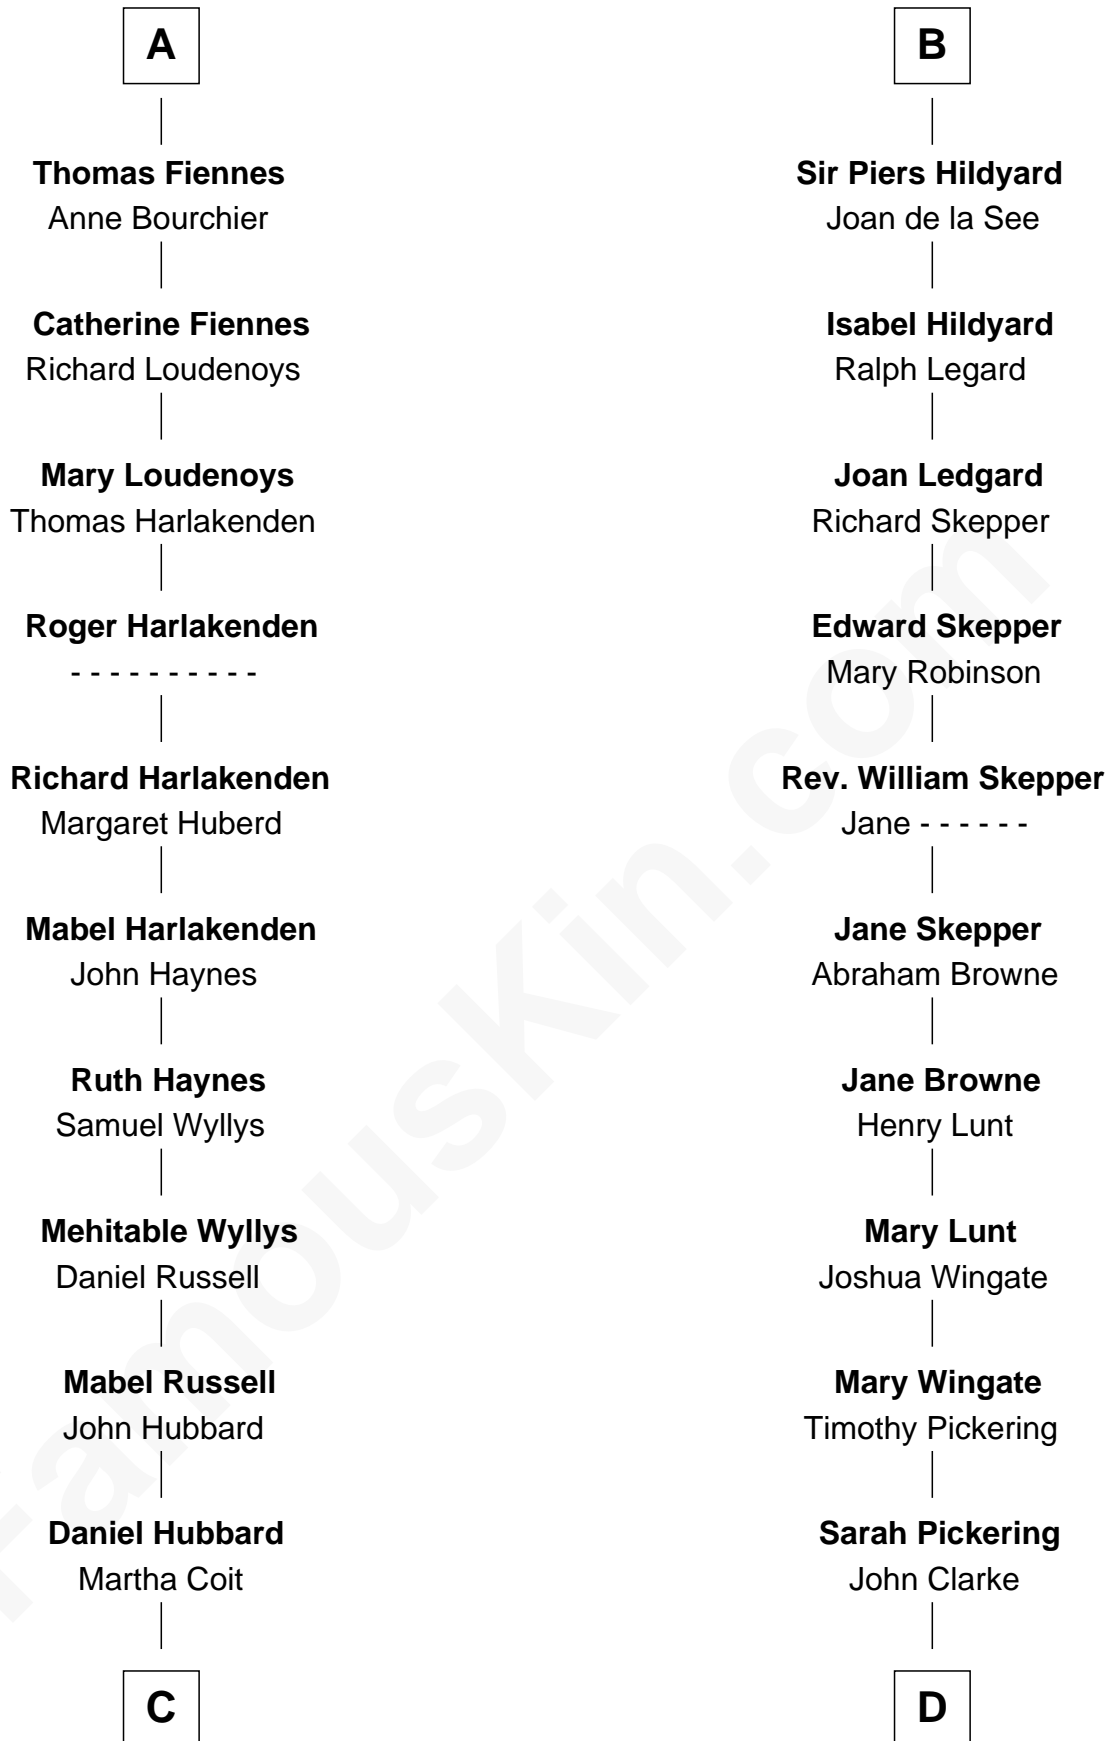 A
Thomas Fiennes
Anne Bourchier
Catherine Fiennes
Richard Loudenoys
Mary Loudenoys
Thomas Harlakenden
Roger Harlakenden
- - - - - - - - - -
Richard Harlakenden
Margaret Huberd
Mabel Harlakenden
John Haynes
Ruth Haynes
Samuel Wyllys
Mehitable Wyllys
Daniel Russell
Mabel Russell
John Hubbard
Daniel Hubbard
Martha Coit
C
B
Sir Piers Hildyard
Joan de la See
Isabel Hildyard
Ralph Legard
Joan Ledgard
Richard Skepper
Edward Skepper
Mary Robinson
Rev. William Skepper
Jane - - - - - -
Jane Skepper
Abraham Browne
Jane Browne
Henry Lunt
Mary Lunt
Joshua Wingate
Mary Wingate
Timothy Pickering
Sarah Pickering
John Clarke
D
FamousKin.com